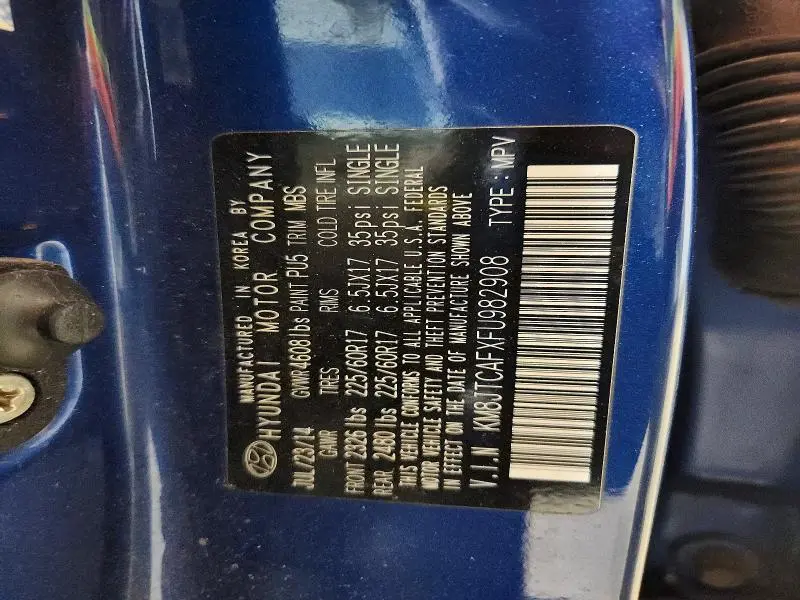 MANUFACTURED IN KOREA BY
HYUNDAI MOTOR COMPANY
JUL/23/14 GVWR 4608 lbs PAINT PU5 TRIM MBS
GAWR TIRES RIMS COLD TIRE INFL
FRONT 2326 lbs 225/60R17 6.5JX17 35psi SINGLE
REAR 2480 lbs 225/60R17 6.5JX17 35psi SINGLE
THIS VEHICLE CONFORMS TO ALL APPLICABLE U.S.A. FEDERAL
MOTOR VEHICLE SAFETY AND THEFT PREVENTION STANDARDS
IN EFFECT ON THE DATE OF MANUFACTURE SHOWN ABOVE
V.I.N KM8JTCAFXFU982908 TYPE : MPV